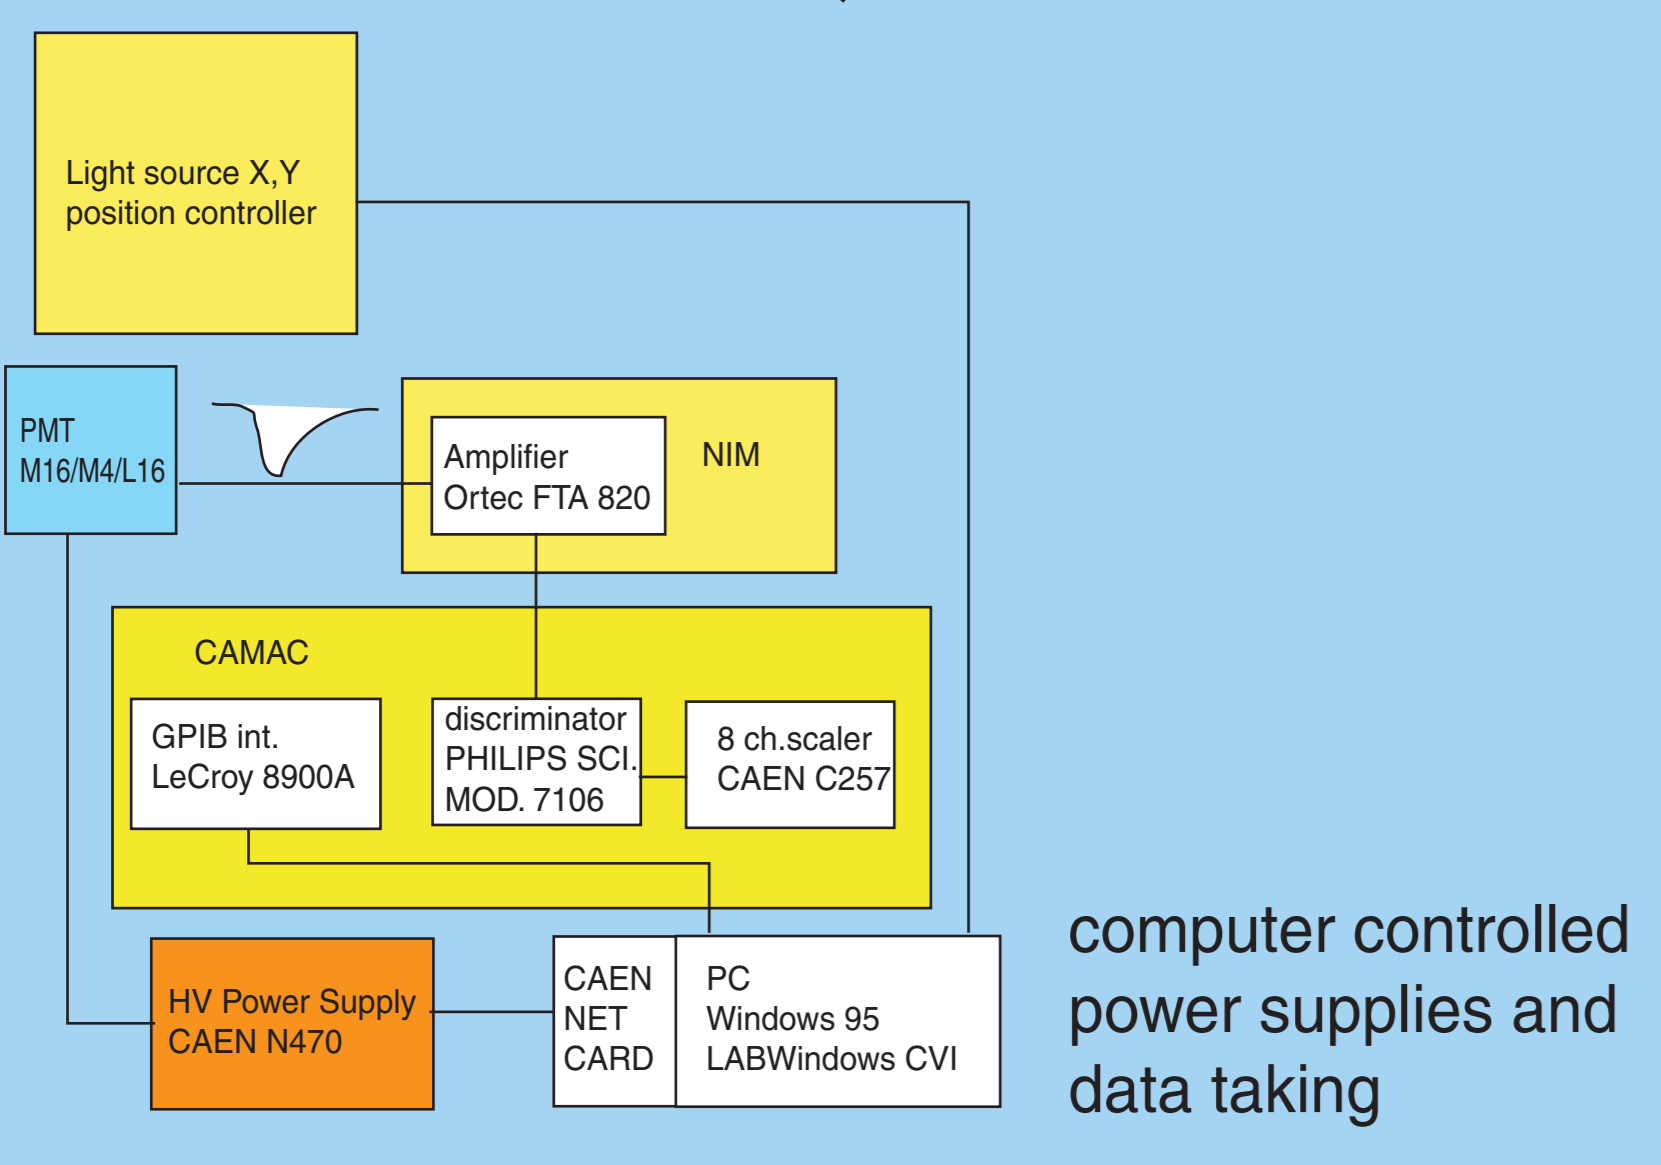 Light source X,Y
position controller
PMT
M16/M4/L16
Amplifier
Ortec FTA 820
NIM
CAMAC
GPIB int.
LeCroy 8900A
discriminator
PHILIPS SCI.
MOD. 7106
8 ch.scaler
CAEN C257
HV Power Supply
CAEN N470
CAEN
NET
CARD
PC
Windows 95
LABWindows CVI
computer controlled
power supplies and
data taking